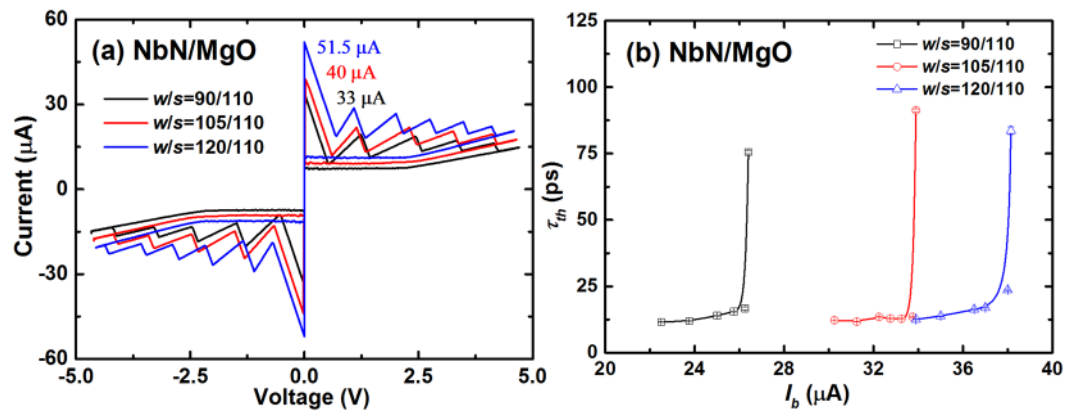 (a) NbN/MgO
51.5 μA
40 μA
33 μA
w/s=90/110
w/s=105/110
w/s=120/110
60
30
0
-30
-60
Current (μA)
-5.0 -2.5 0.0 2.5 5.0
Voltage (V)
(b) NbN/MgO
w/s=90/110
w/s=105/110
w/s=120/110
125
100
75
50
25
0
τth (ps)
20 24 28 32 36 40
Ib (μA)